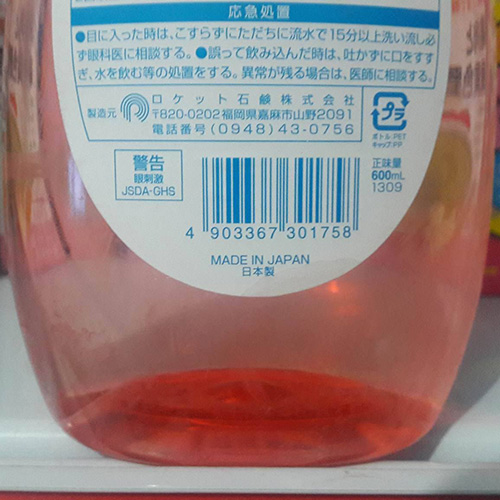 応急処置
●目に入った時は、こすらずにただちに流水で15分以上洗い流し必
ず眼科医に相談する。●誤って飲み込んだ時は、吐かずに口をすす
ぎ、水を飲む等の処置をする。異常が残る場合は、医師に相談する。
製造元
ロケット石鹸株式会社
〒820-0202 福岡県嘉麻市山野2091
電話番号 (0948)43-0756
プラ
ボトル:PET
キャップ:PP
警告
眼刺激
JSDA-GHS
正味量
600mL
1309
4 903367 301758
MADE IN JAPAN
日本製